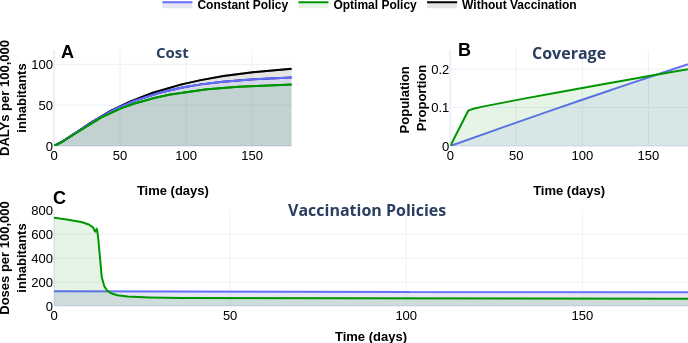 Constant Policy Optimal Policy Without Vaccination
A Cost
DALYs per 100,000
inhabitants
100
50
0
0 50 100 150
Time (days)
B Coverage
Population
Proportion
0.2
0.1
0
0 50 100 150
Time (days)
C Vaccination Policies
Doses per 100,000
inhabitants
800
600
400
200
0
0 50 100 150
Time (days)